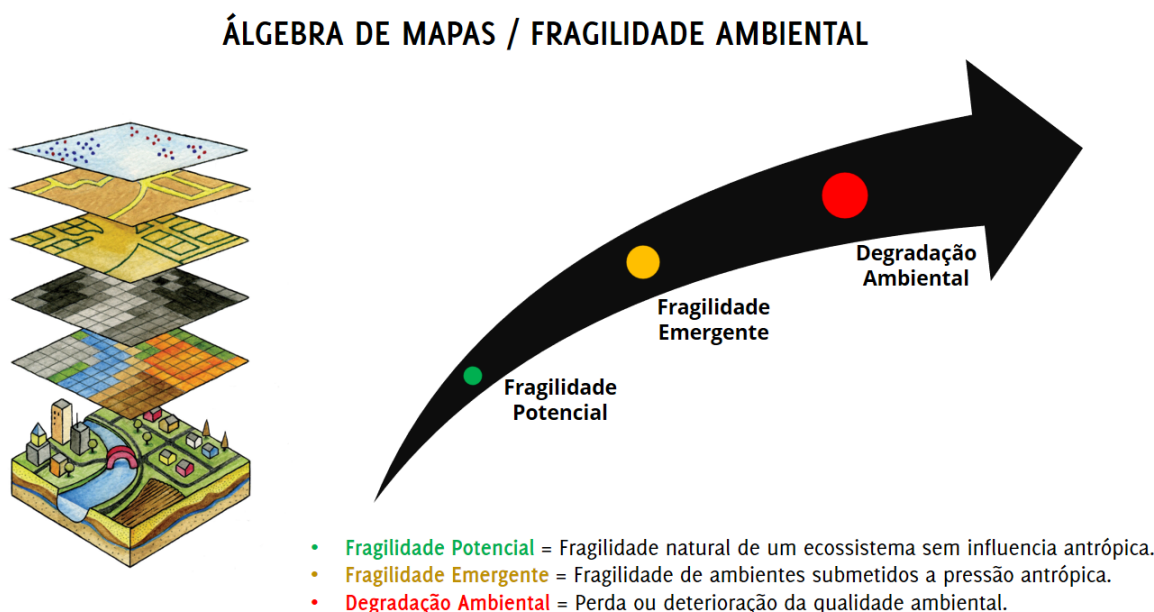 ÁLGEBRA DE MAPAS / FRAGILIDADE AMBIENTAL
Degradação
Ambiental
Fragilidade
Emergente
Fragilidade
Potencial
• Fragilidade Potencial = Fragilidade natural de um ecossistema sem influencia antrópica.
• Fragilidade Emergente = Fragilidade de ambientes submetidos a pressão antrópica.
• Degradação Ambiental = Perda ou deterioração da qualidade ambiental.